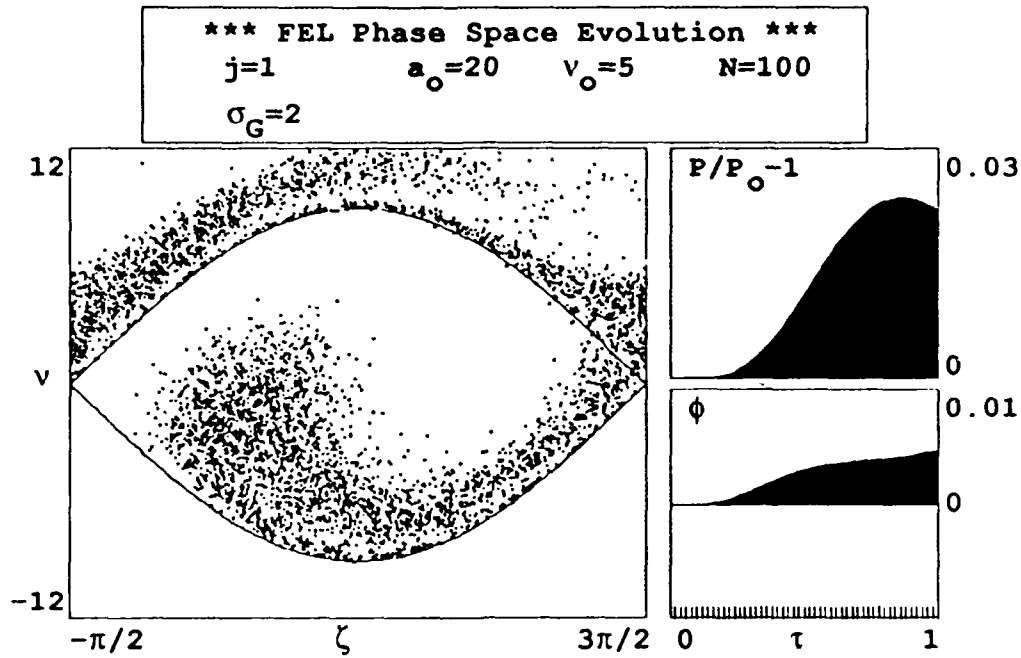 *** FEL Phase Space Evolution ***
j=1 a₀=20 ν₀=5 N=100
σ_G=2
12
ν
-12
-π/2 ζ 3π/2
P/P₀-1
0.03
0
ϕ
0.01
0
0 τ 1